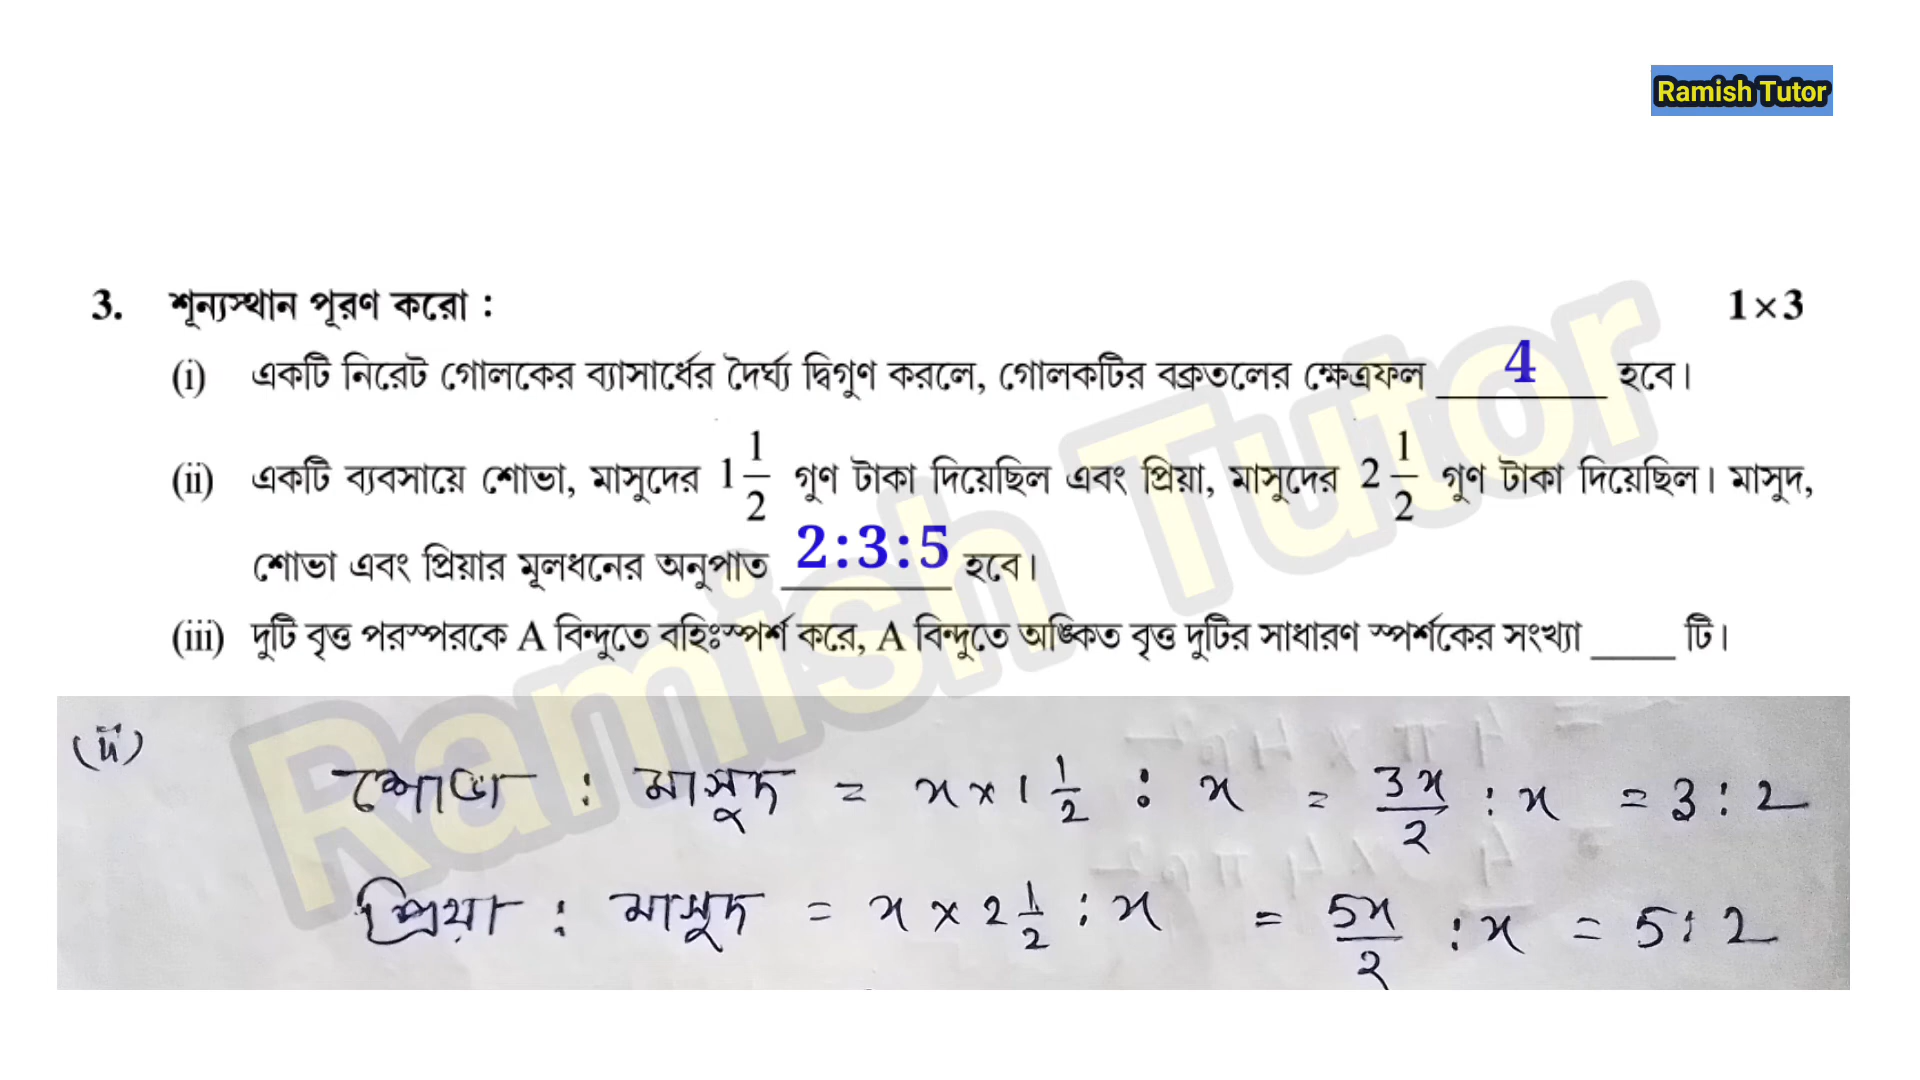 Ramish Tutor
3. শূন্যস্থান পূরণ করো : 1×3
(i) একটি নিরেট গোলকের ব্যাসার্ধের দৈর্ঘ্য দ্বিগুণ করলে, গোলকটির বক্রতলের ক্ষেত্রফল 4 হবে।
(ii) একটি ব্যবসায়ে শোভা, মাসুদের 1 1/2 গুণ টাকা দিয়েছিল এবং প্রিয়া, মাসুদের 2 1/2 গুণ টাকা দিয়েছিল। মাসুদ,
শোভা এবং প্রিয়ার মূলধনের অনুপাত 2:3:5 হবে।
(iii) দুটি বৃত্ত পরস্পরকে A বিন্দুতে বহিঃস্পর্শ করে, A বিন্দুতে অঙ্কিত বৃত্ত দুটির সাধারণ স্পর্শকের সংখ্যা ____ টি।
Ramish Tutor
(ii)
শোভা : মাসুদ = x × 1 1/2 : x = 3x/2 : x = 3 : 2
প্রিয়া : মাসুদ = x × 2 1/2 : x = 5x/2 : x = 5 : 2